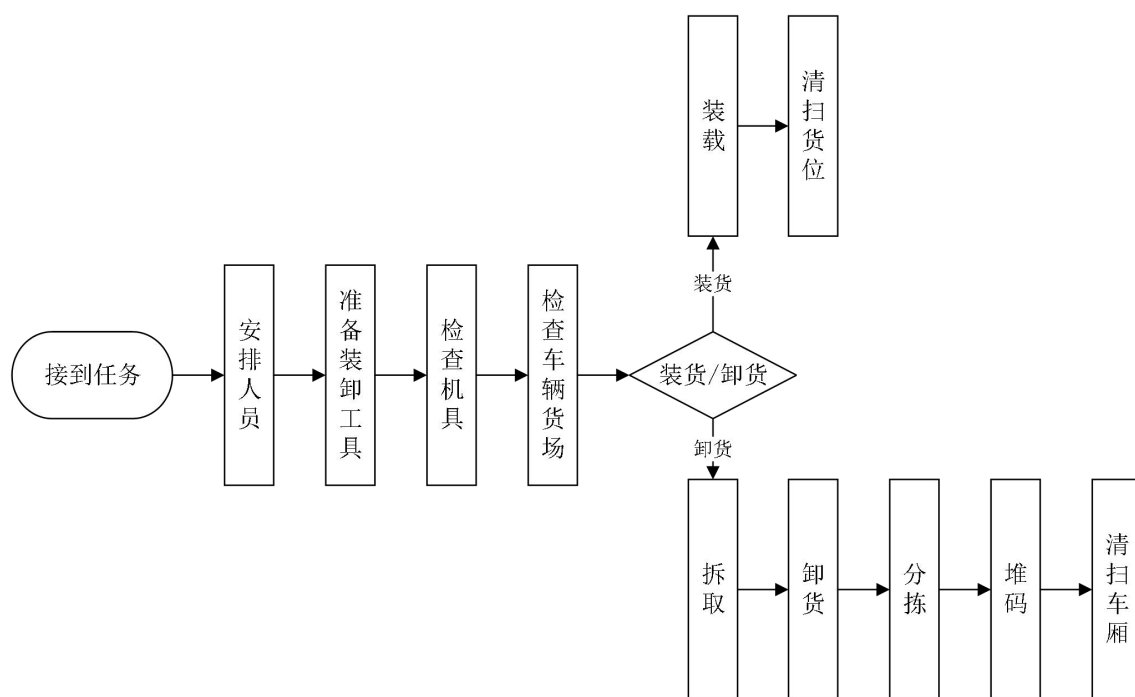 接到任务
安排人员
准备装卸工具
检查机具
检查车辆货场
装货/卸货
装货
装载
清扫货位
卸货
拆取
卸货
分拣
堆码
清扫车厢